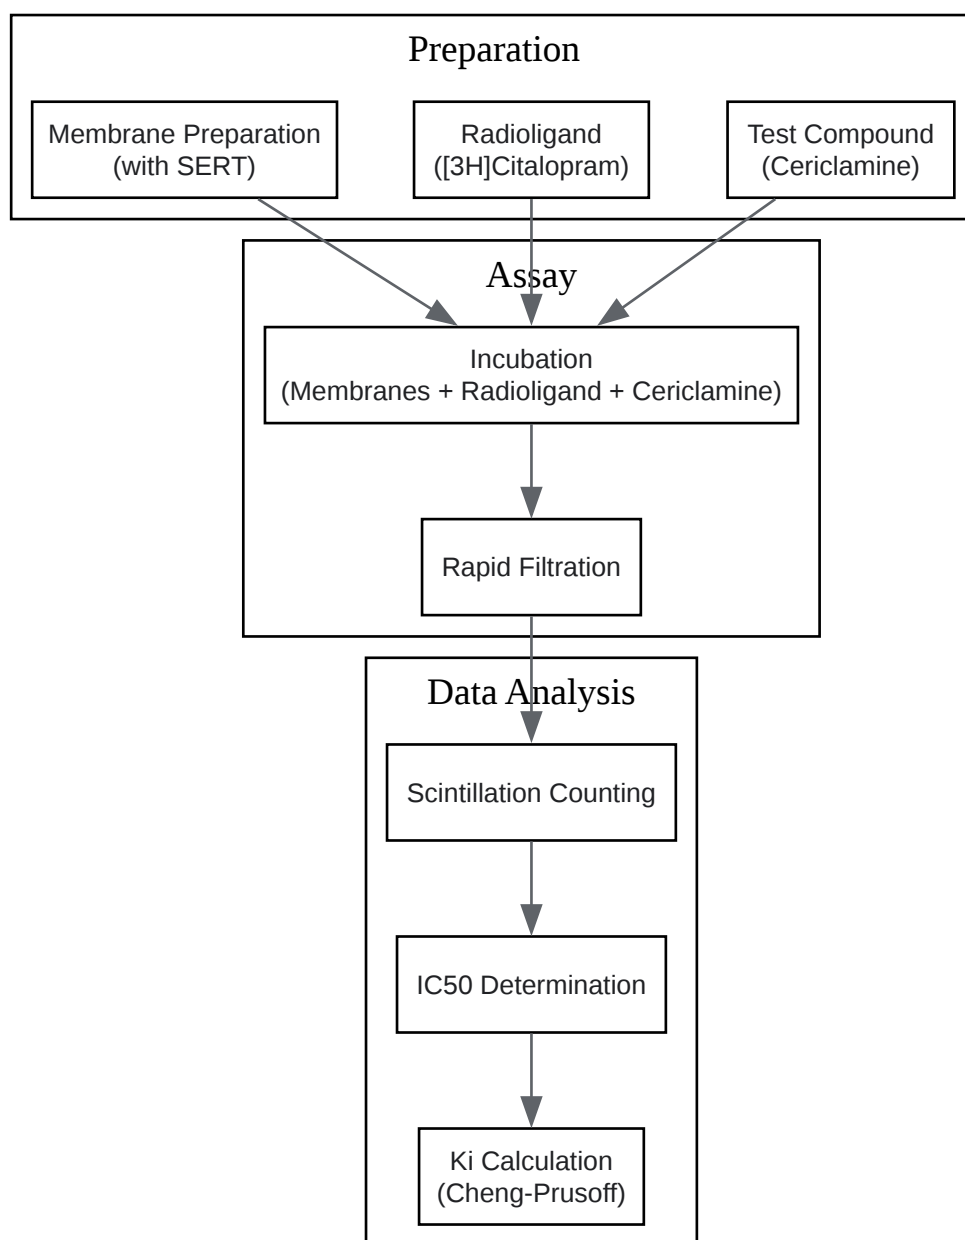 Preparation
Membrane Preparation
(with SERT)
Radioligand
([3H]Citalopram)
Test Compound
(Cericlamine)
Assay
Incubation
(Membranes + Radioligand + Cericlamine)
Rapid Filtration
Data Analysis
Scintillation Counting
IC50 Determination
Ki Calculation
(Cheng-Prusoff)